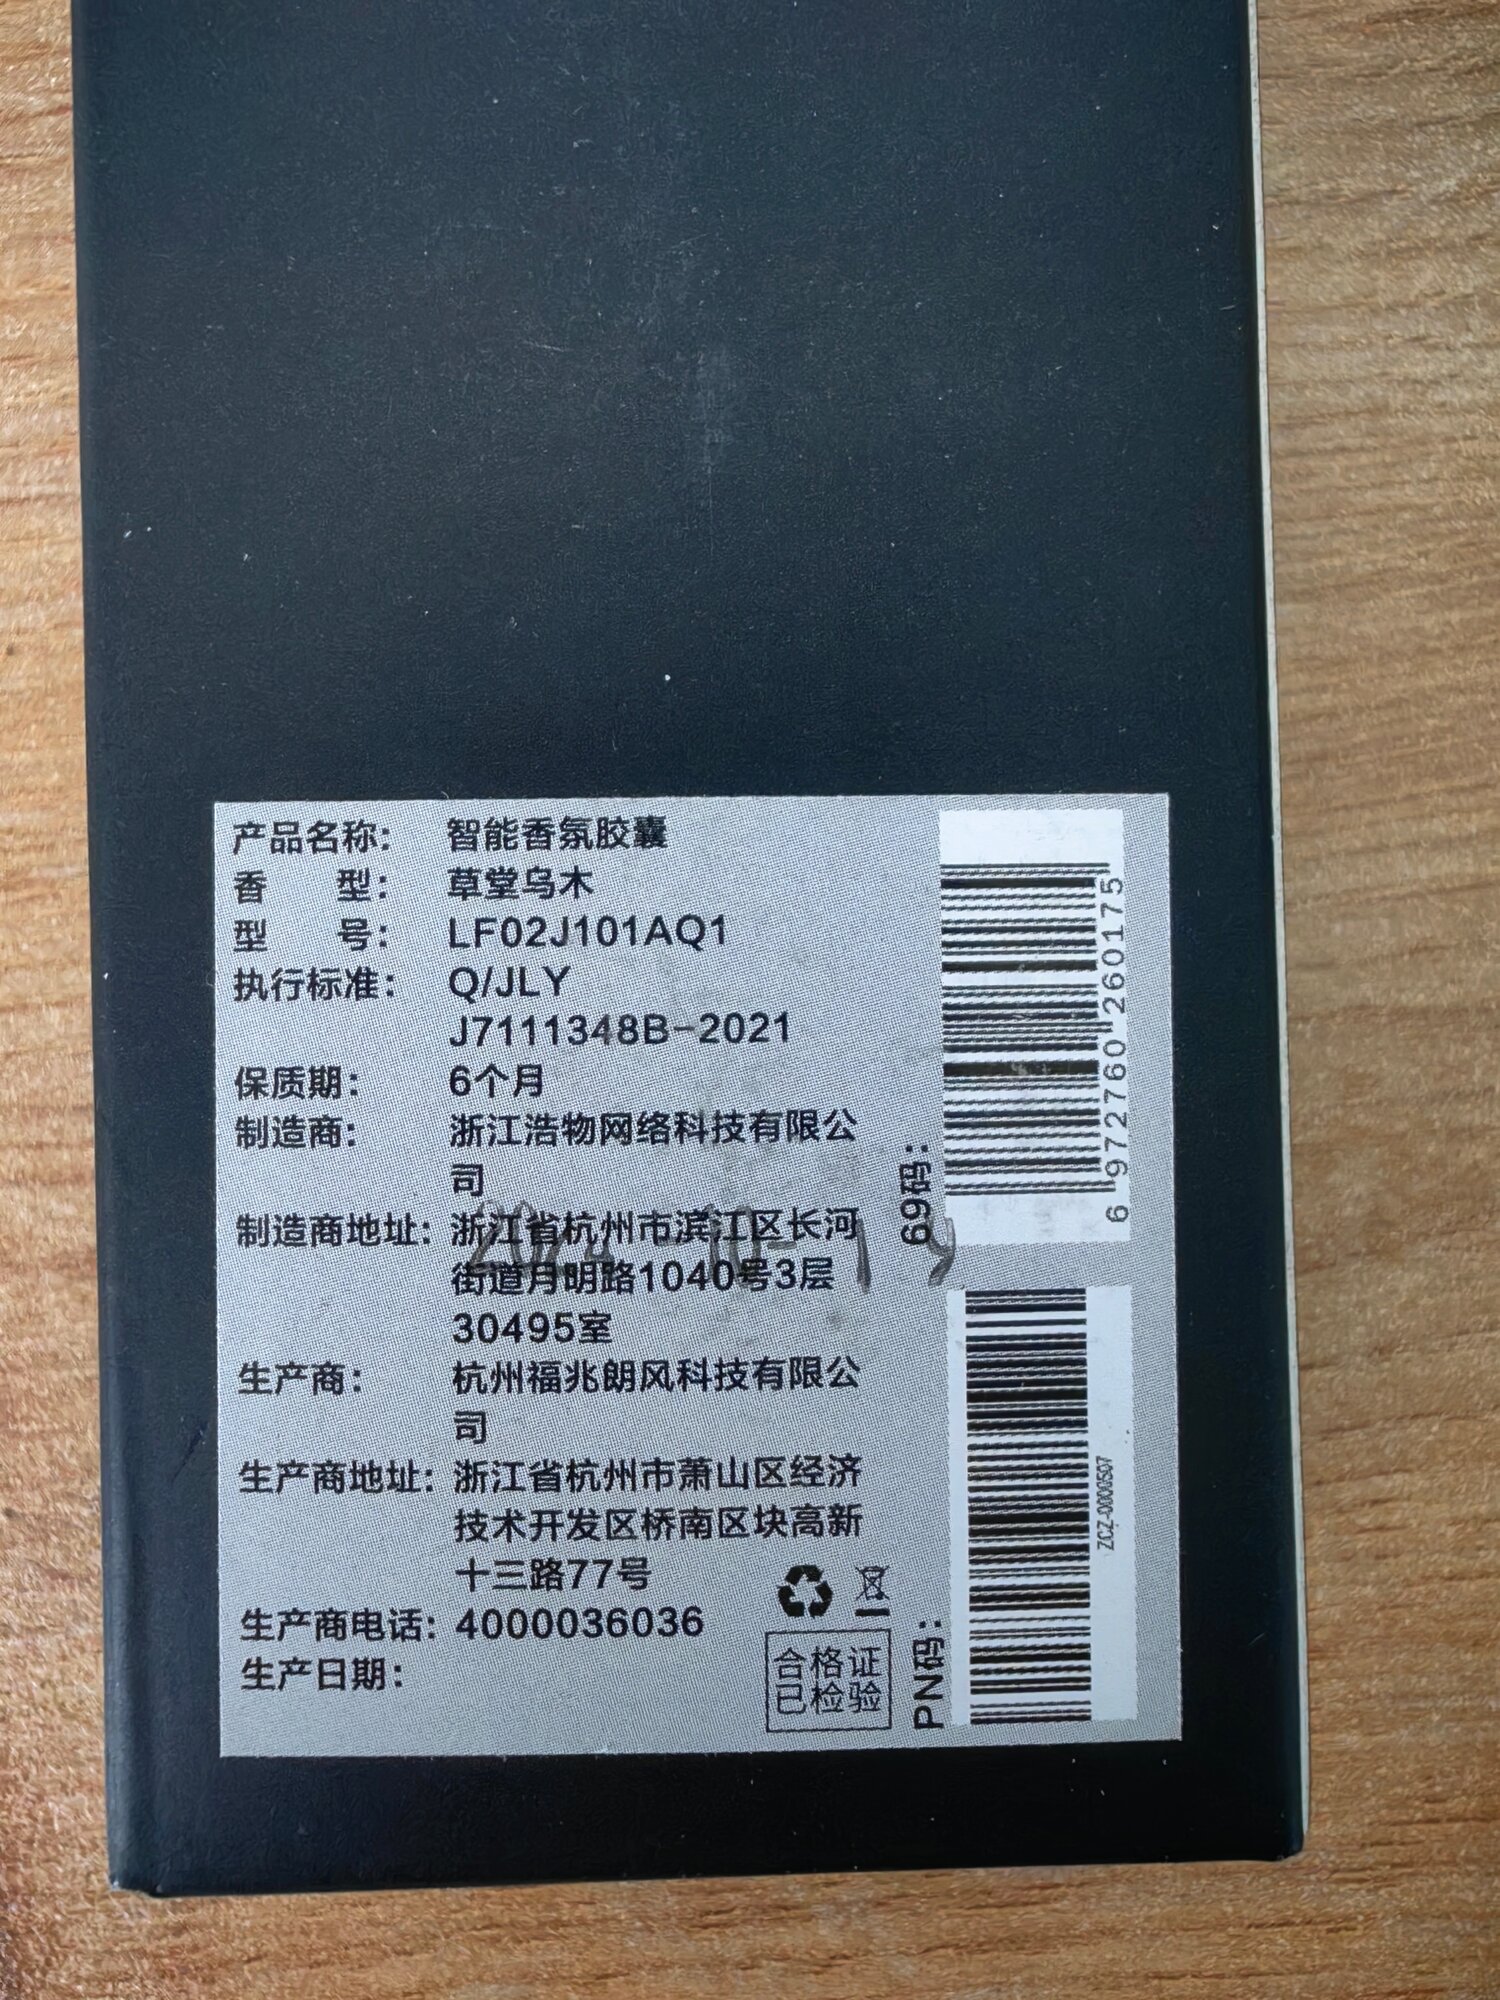 产品名称： 智能香氛胶囊
香 型： 草堂乌木
型 号： LF02J101AQ1
执行标准： Q/JLY
J7111348B-2021
保质期： 6个月
制造商： 浙江浩物网络科技有限公
司
制造商地址： 浙江省杭州市滨江区长河
街道月明路1040号3层
30495室
生产商： 杭州福兆朗风科技有限公
司
生产商地址： 浙江省杭州市萧山区经济
技术开发区桥南区块高新
十三路77号
生产商电话： 4000036036
生产日期：
合格证
已检验
69码：
6 972760 260175
PN码：
2024-10-14